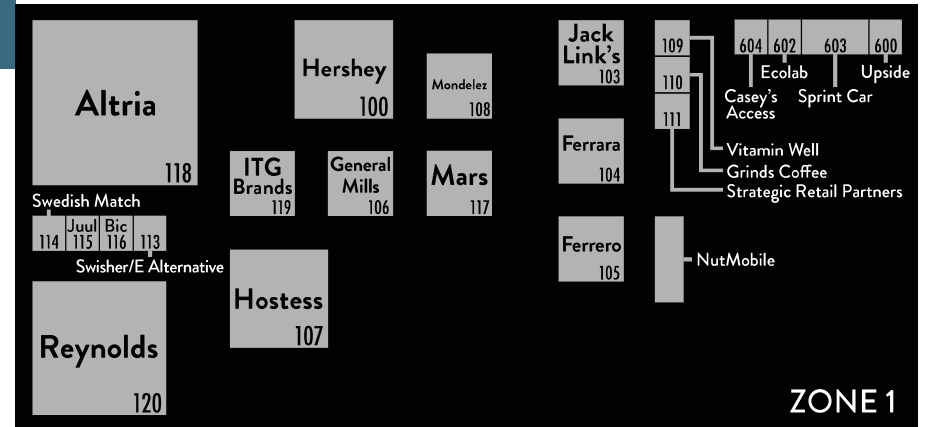 Altria
118
Swedish Match
114
Juul
115
Bic
116
113
Swisher/E Alternative
Reynolds
120
Hershey
100
Mondelez
108
ITG
Brands
119
General
Mills
106
Mars
117
Hostess
107
Jack
Link's
103
Ferrara
104
Ferrero
105
109
110
111
Vitamin Well
Grinds Coffee
Strategic Retail Partners
NutMobile
604
602
603
600
Ecolab
Upside
Casey's
Access
Sprint Car
ZONE 1